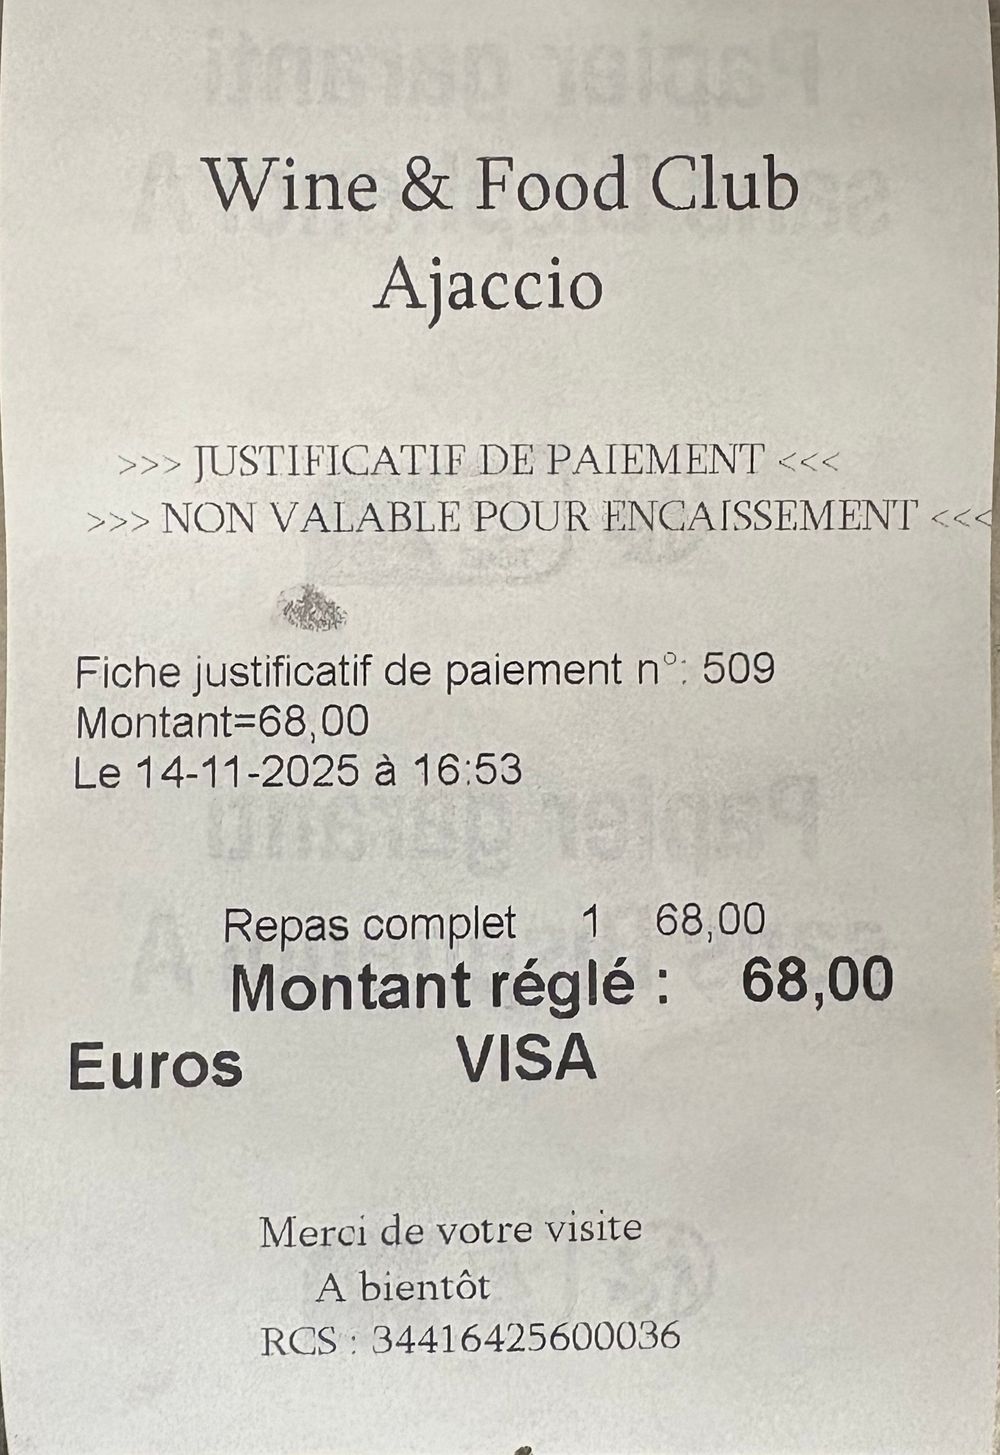 Wine & Food Club
Ajaccio
>>> JUSTIFICATIF DE PAIEMENT <<<
>>> NON VALABLE POUR ENCAISSEMENT <<<
Fiche justificatif de paiement n°: 509
Montant=68,00
Le 14-11-2025 à 16:53
Repas complet 1 68,00
Montant réglé : 68,00
Euros VISA
Merci de votre visite
A bientôt
RCS : 34416425600036